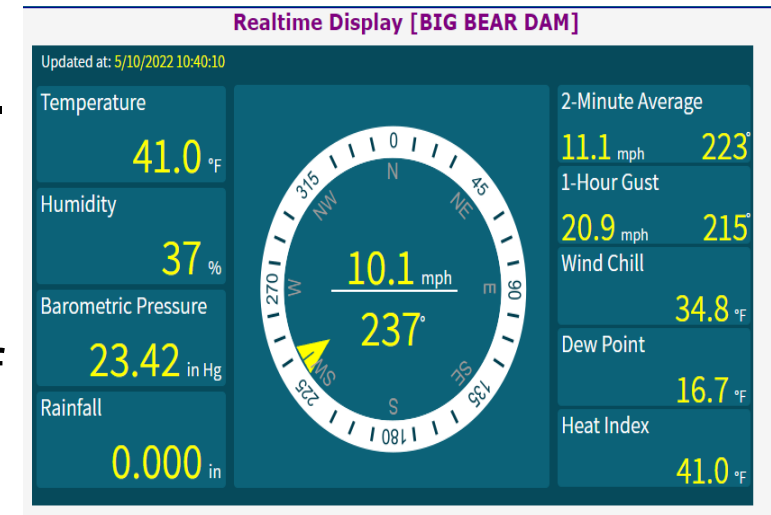 Realtime Display [BIG BEAR DAM]
Updated at: 5/10/2022 10:40:10
Temperature
41.0 °F
Humidity
37 %
Barometric Pressure
23.42 in Hg
Rainfall
0.000 in
0
N
45
NE
90
E
135
SE
180
S
225
SW
270
W
315
NW
10.1 mph
237°
2-Minute Average
11.1 mph 223°
1-Hour Gust
20.9 mph 215°
Wind Chill
34.8 °F
Dew Point
16.7 °F
Heat Index
41.0 °F